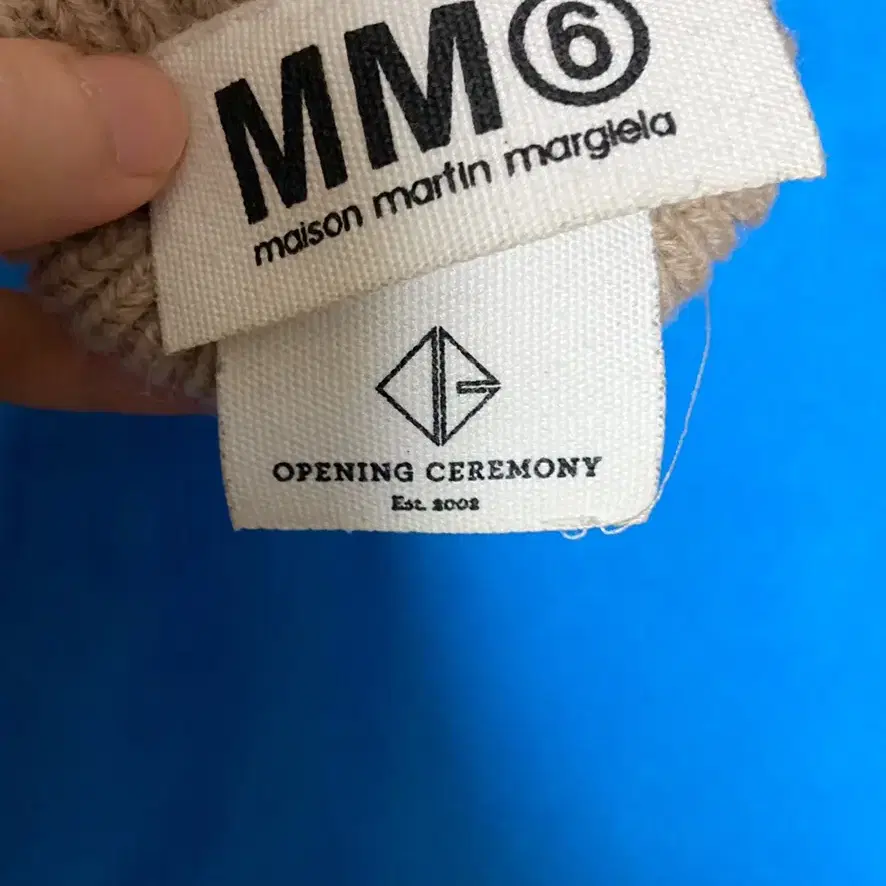 MM⑥
maison martin margiela
OPENING CEREMONY
Est. 2002